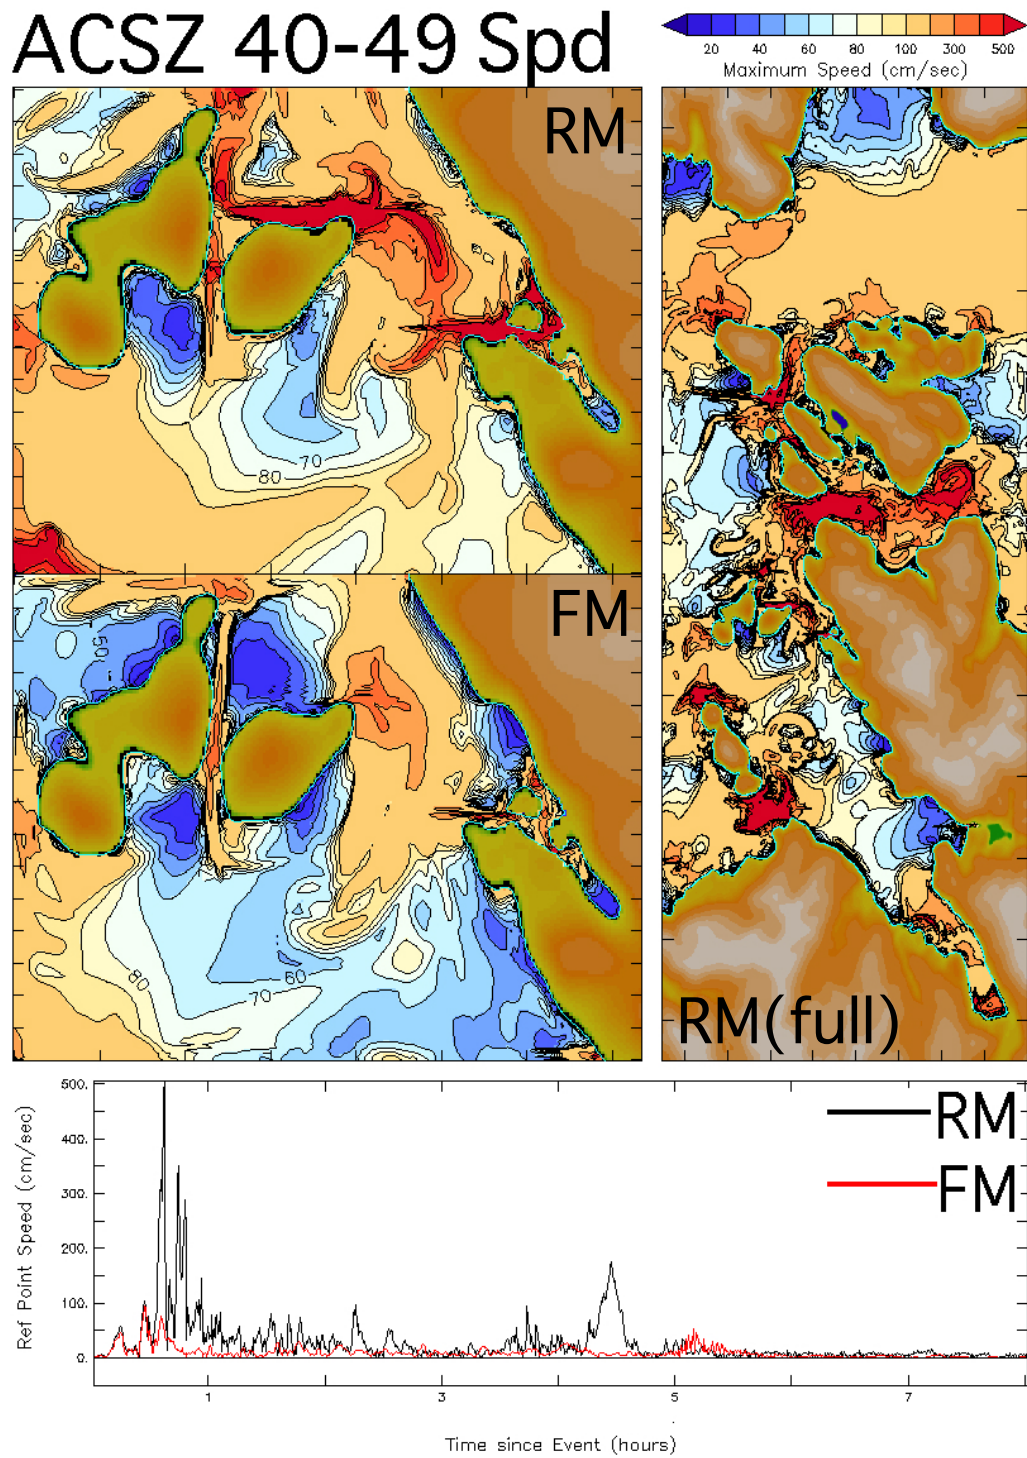 ACSZ 40-49 Spd
20 40 60 80 100 300 500
Maximum Speed (cm/sec)
RM
70
80
FM
50
80
70
60
RM(full)
500.
400.
300.
200.
100.
0.
Ref Point Speed (cm/sec)
RM
FM
1 3 5 7
Time since Event (hours)